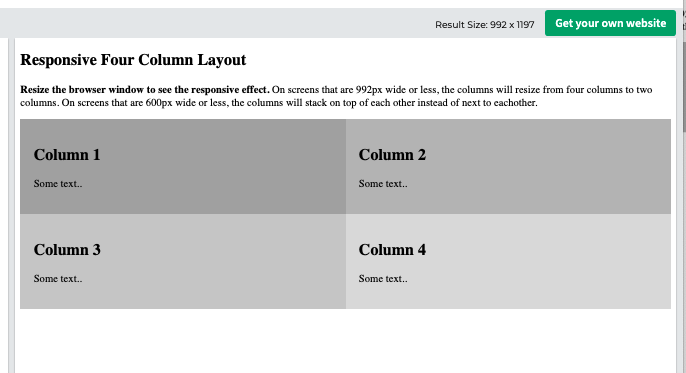 Result Size: 992 x 1197
Get your own website
Responsive Four Column Layout
Resize the browser window to see the responsive effect. On screens that are 992px wide or less, the columns will resize from four columns to two
columns. On screens that are 600px wide or less, the columns will stack on top of each other instead of next to eachother.
Column 1
Column 2
Some text..
Some text..
Column 3
Column 4
Some text..
Some text..